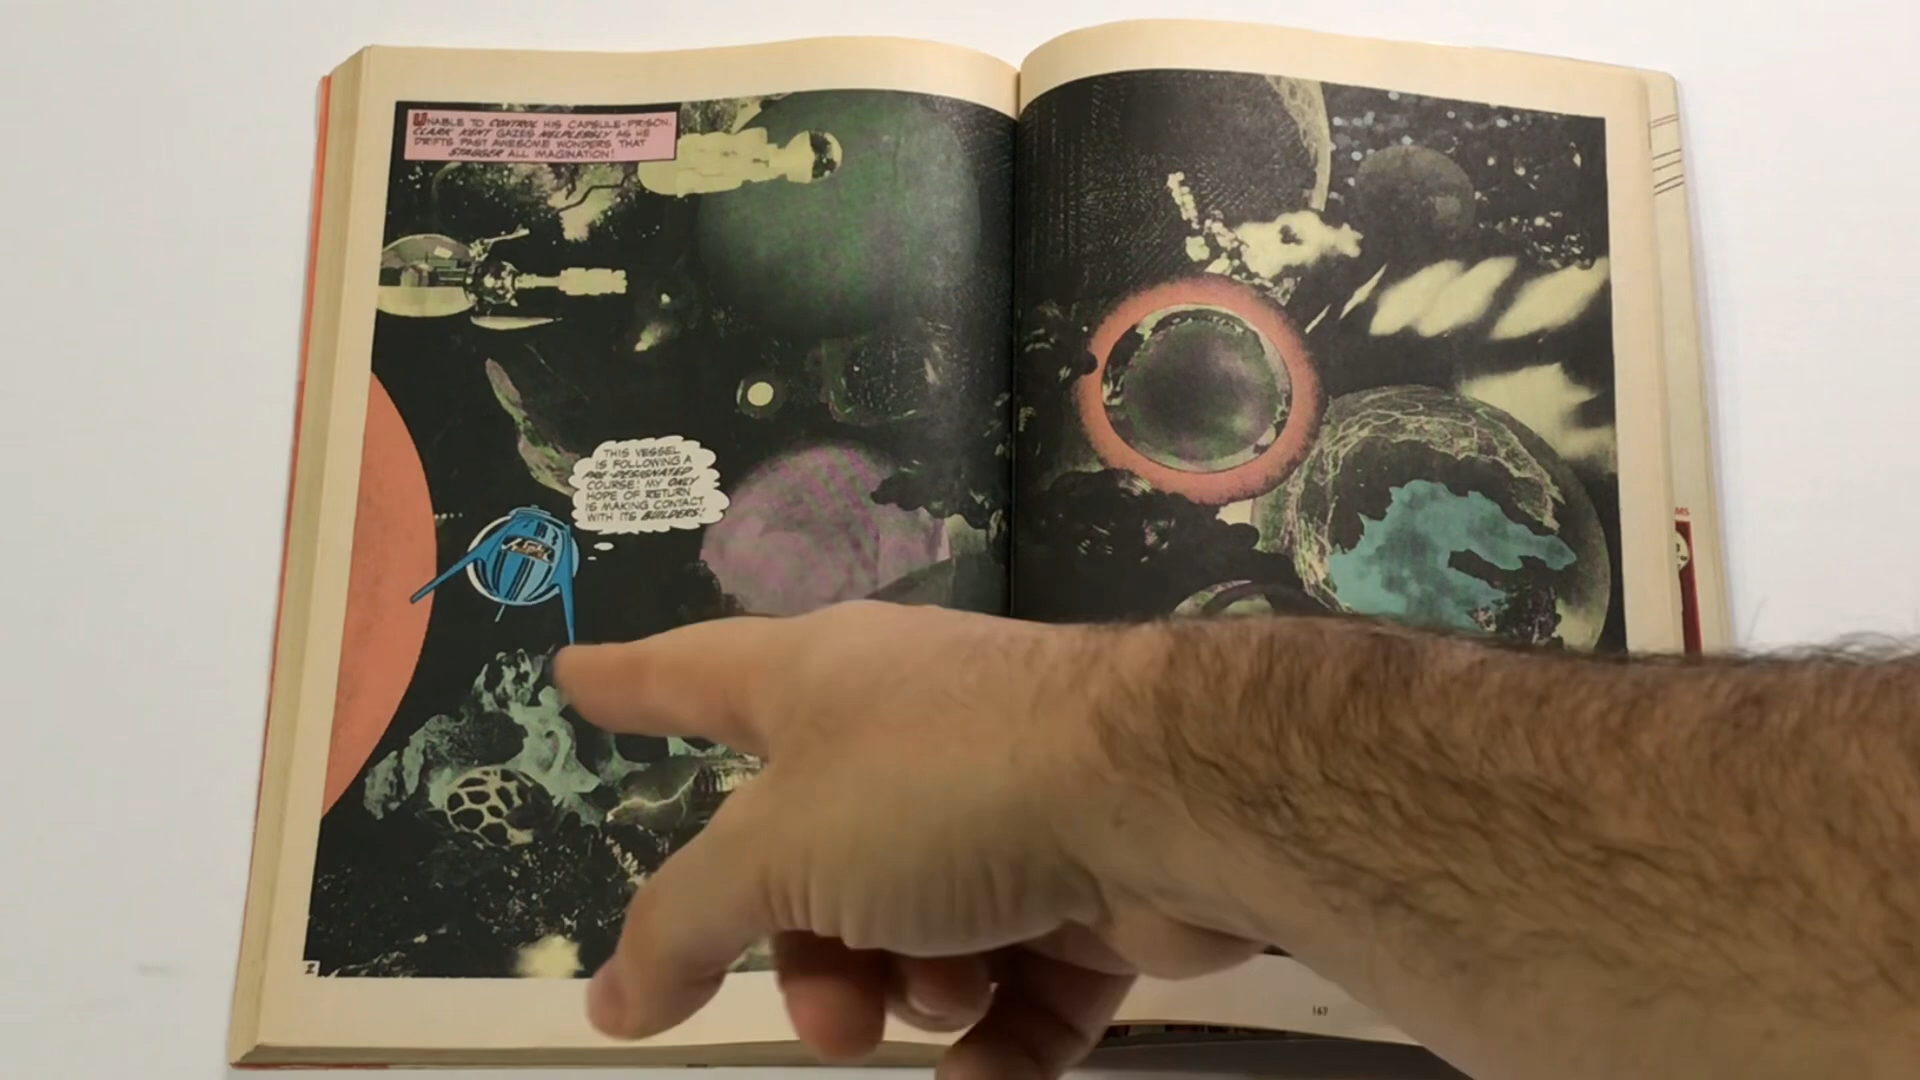 UNABLE TO CONTROL HIS CAPSULE-PRISON,
CLARK KENT GAZES HELPLESSLY AS HE
DRIFTS PAST AWESOME WONDERS THAT
STAGGER ALL IMAGINATION!
THIS VESSEL
IS FOLLOWING A
PRE-DESIGNATED
COURSE! MY ONLY
HOPE OF RETURN
IS MAKING CONTACT
WITH ITS BUILDERS!
2
163